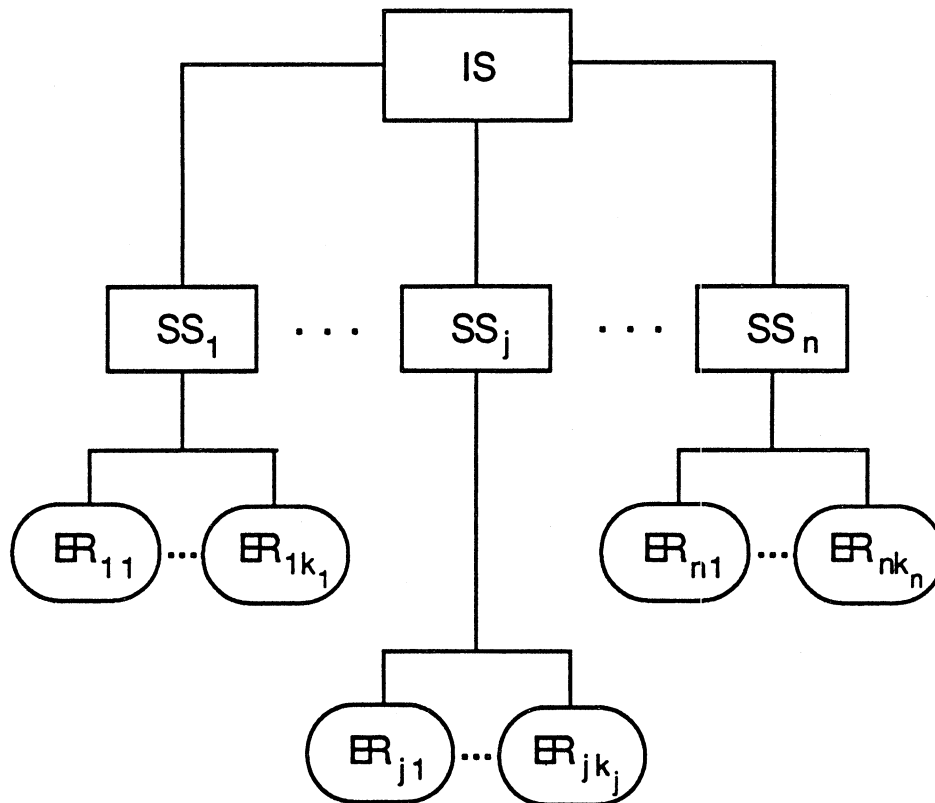 IS
SS₁ . . . SSⱼ . . . SSₙ
ER₁₁ ... ER₁ₖ₁ ERₙ₁ ... ERₙₖₙ
ERⱼ₁ ... ERⱼₖⱼ